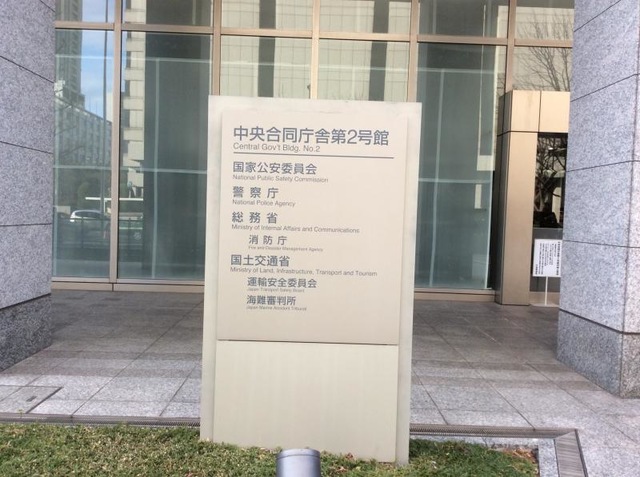 中央合同庁舎第2号館
Central Gov't Bldg. No.2
国家公安委員会
National Public Safety Commission
警察庁
National Police Agency
総務省
Ministry of Internal Affairs and Communications
消防庁
Fire and Disaster Management Agency
国土交通省
Ministry of Land, Infrastructure, Transport and Tourism
運輸安全委員会
Japan Transport Safety Board
海難審判所
Japan Marine Accident Tribunal